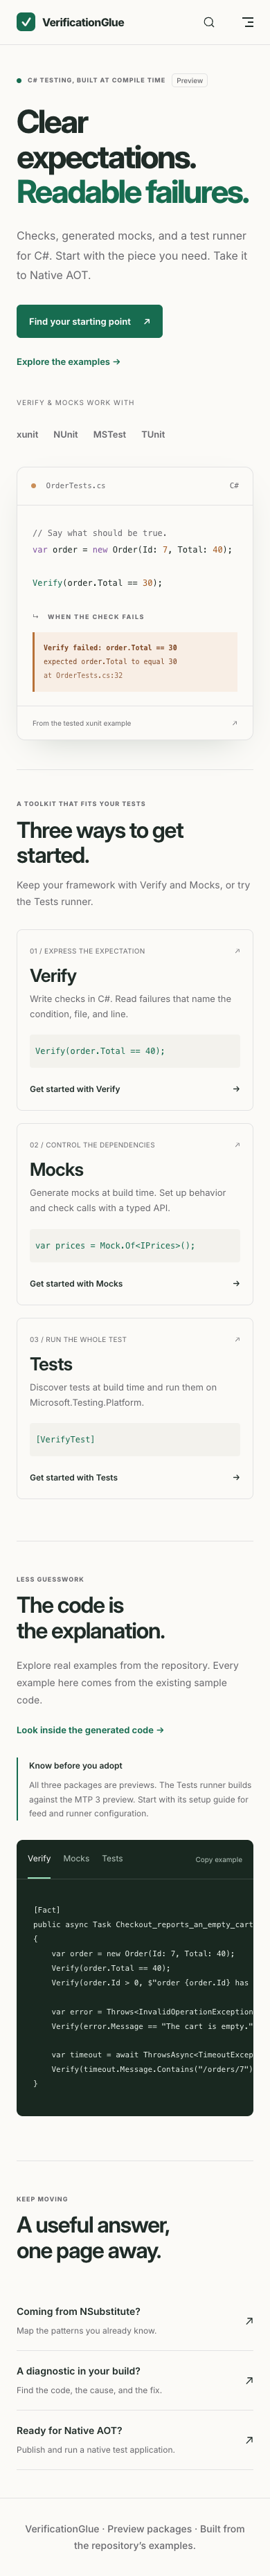 VerificationGlue
C# TESTING, BUILT AT COMPILE TIME Preview
Clear
expectations.
Readable failures.
Checks, generated mocks, and a test runner
for C#. Start with the piece you need. Take it
to Native AOT.
Find your starting point ↗
Explore the examples →
VERIFY & MOCKS WORK WITH
xunit NUnit MSTest TUnit
OrderTests.cs C#
// Say what should be true.
var order = new Order(Id: 7, Total: 40);
Verify(order.Total == 30);
↪ WHEN THE CHECK FAILS
Verify failed: order.Total == 30
expected order.Total to equal 30
at OrderTests.cs:32
From the tested xunit example ↗
A TOOLKIT THAT FITS YOUR TESTS
Three ways to get
started.
Keep your framework with Verify and Mocks, or try
the Tests runner.
01 / EXPRESS THE EXPECTATION ↗
Verify
Write checks in C#. Read failures that name the
condition, file, and line.
Verify(order.Total == 40);
Get started with Verify →
02 / CONTROL THE DEPENDENCIES ↗
Mocks
Generate mocks at build time. Set up behavior
and check calls with a typed API.
var prices = Mock.Of<IPrices>();
Get started with Mocks →
03 / RUN THE WHOLE TEST ↗
Tests
Discover tests at build time and run them on
Microsoft.Testing.Platform.
[VerifyTest]
Get started with Tests →
LESS GUESSWORK
The code is
the explanation.
Explore real examples from the repository. Every
example here comes from the existing sample
code.
Look inside the generated code →
Know before you adopt
All three packages are previews. The Tests runner builds
against the MTP 3 preview. Start with its setup guide for
feed and runner configuration.
Verify Mocks Tests Copy example
[Fact]
public async Task Checkout_reports_an_empty_cart
{
var order = new Order(Id: 7, Total: 40);
Verify(order.Total == 40);
Verify(order.Id > 0, $"order {order.Id} has
var error = Throws<InvalidOperationException
Verify(error.Message == "The cart is empty."
var timeout = await ThrowsAsync<TimeoutExcep
Verify(timeout.Message.Contains("/orders/7")
}
KEEP MOVING
A useful answer,
one page away.
Coming from NSubstitute? ↗
Map the patterns you already know.
A diagnostic in your build? ↗
Find the code, the cause, and the fix.
Ready for Native AOT? ↗
Publish and run a native test application.
VerificationGlue · Preview packages · Built from
the repository's examples.